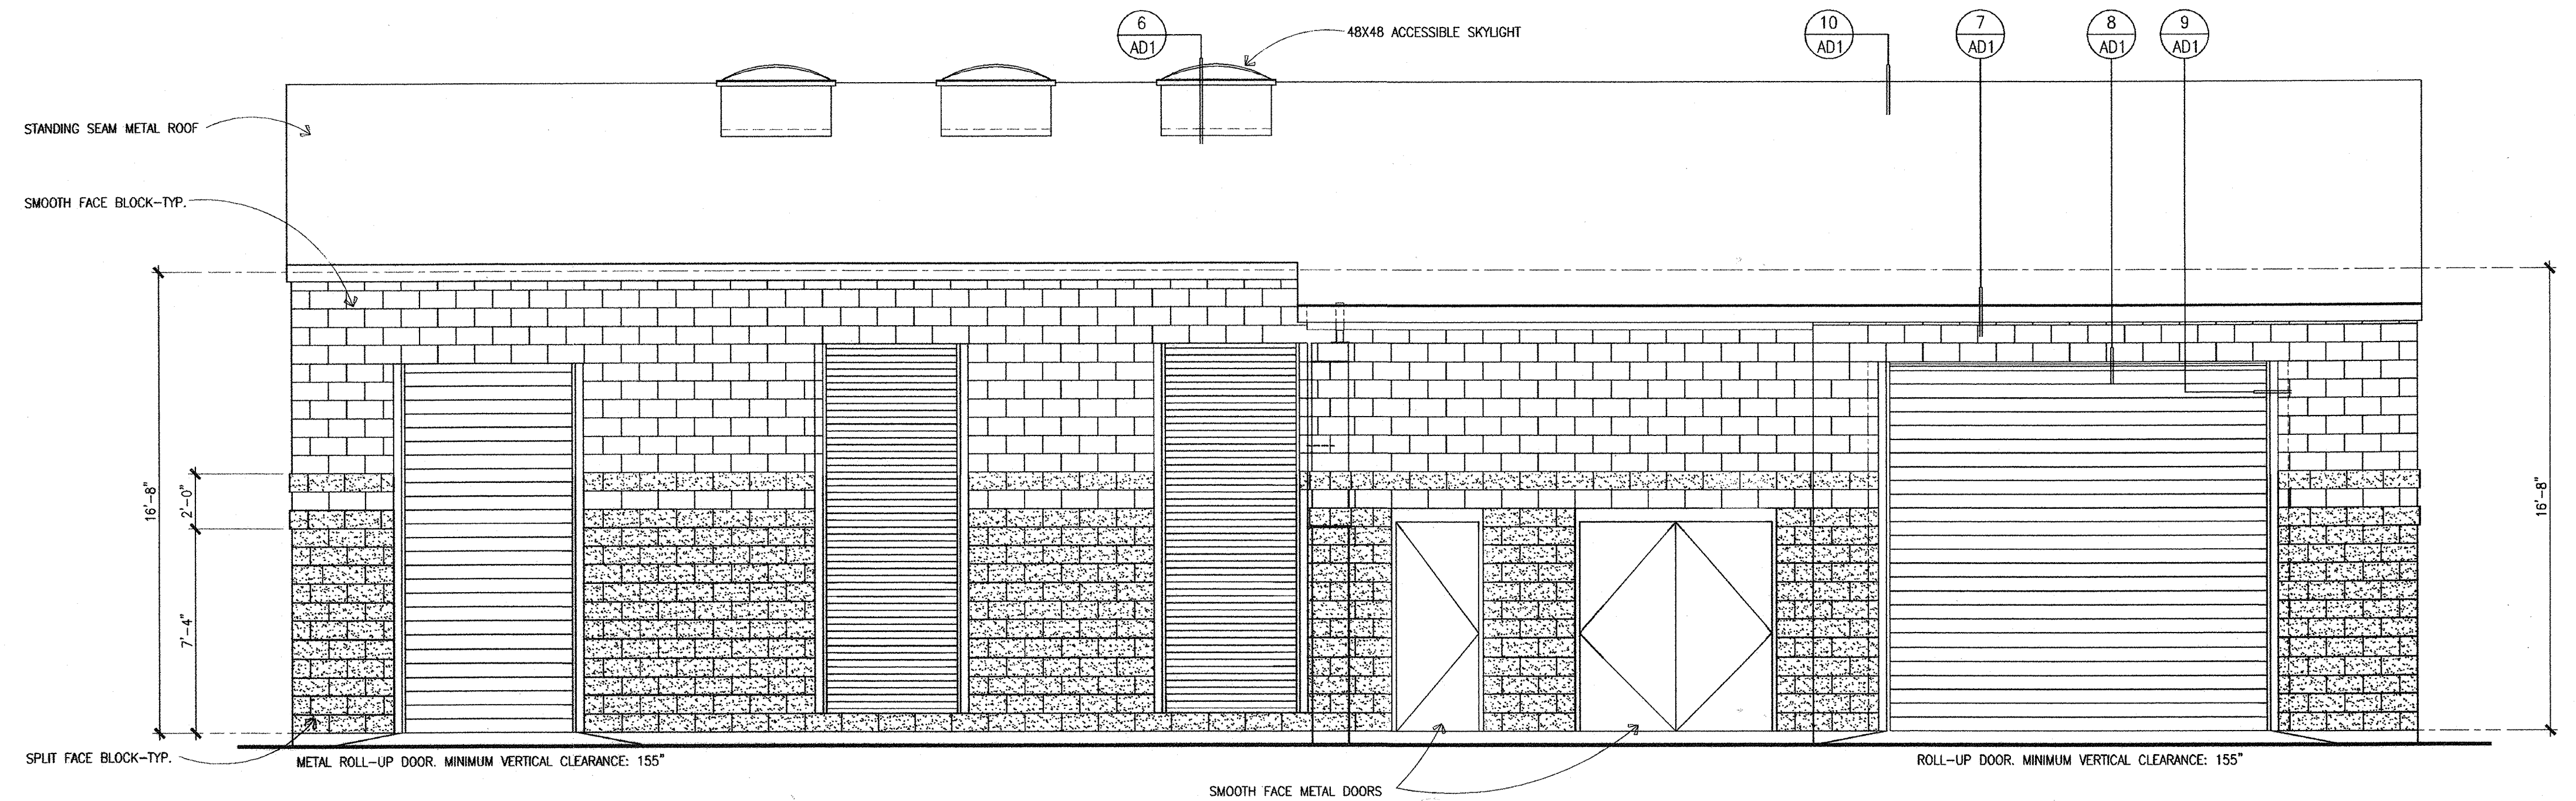 6
AD1
48X48 ACCESSIBLE SKYLIGHT
10
AD1
7
AD1
8
AD1
9
AD1
STANDING SEAM METAL ROOF
SMOOTH FACE BLOCK-TYP.
16'-8"
2'-0"
7'-4"
16'-8"
SPLIT FACE BLOCK-TYP.
METAL ROLL-UP DOOR. MINIMUM VERTICAL CLEARANCE: 155"
ROLL-UP DOOR. MINIMUM VERTICAL CLEARANCE: 155"
SMOOTH FACE METAL DOORS